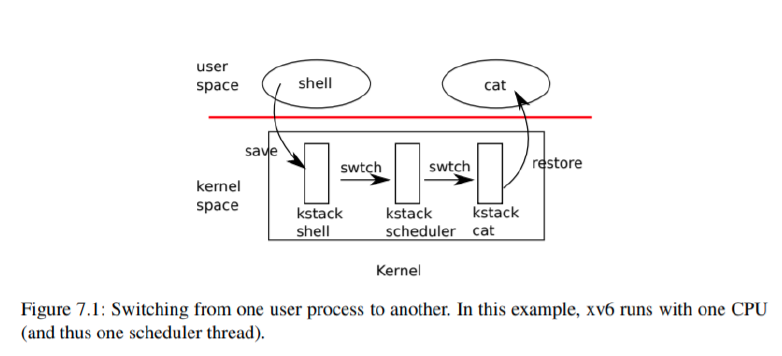 user
space
shell
cat
save
swtch
swtch
restore
kernel
space
kstack
shell
kstack
scheduler
kstack
cat
Kernel
Figure 7.1: Switching from one user process to another. In this example, xv6 runs with one CPU
(and thus one scheduler thread).